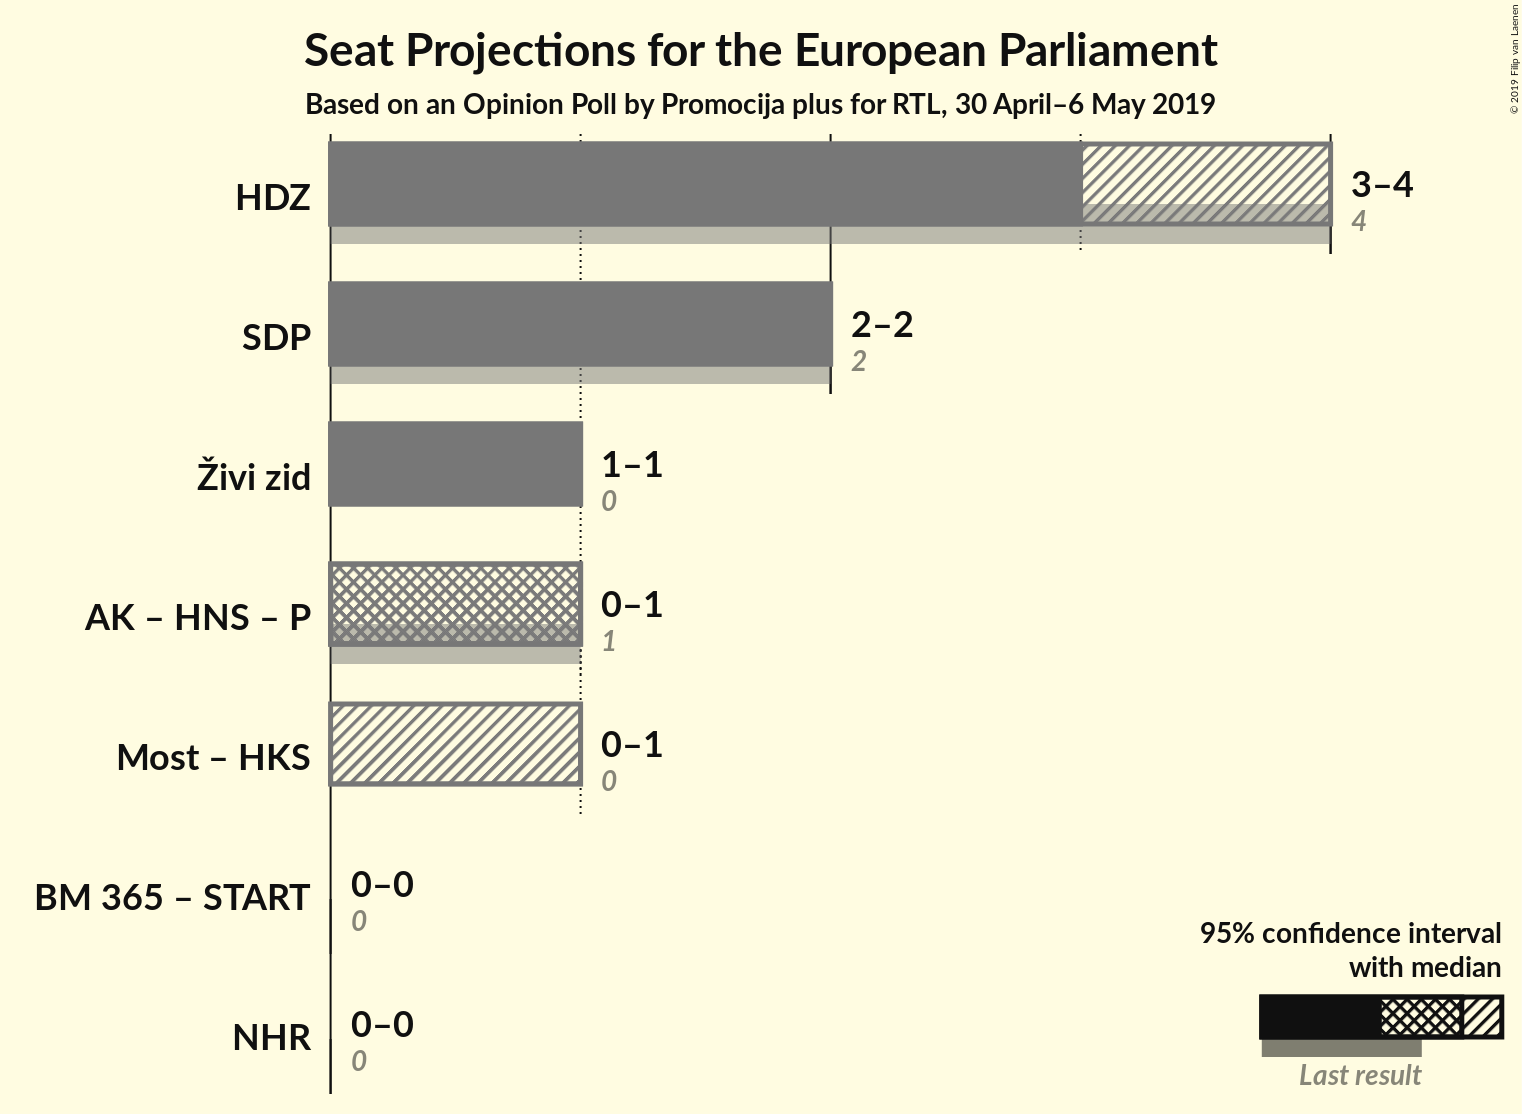 Seat Projections for the European Parliament
Based on an Opinion Poll by Promocija plus for RTL, 30 April–6 May 2019
© 2019 Filip van Laenen
HDZ
3–4
4
SDP
2–2
2
Živi zid
1–1
0
AK – HNS – P
0–1
1
Most – HKS
0–1
0
BM 365 – START
0–0
0
NHR
0–0
0
95% confidence interval
with median
Last result